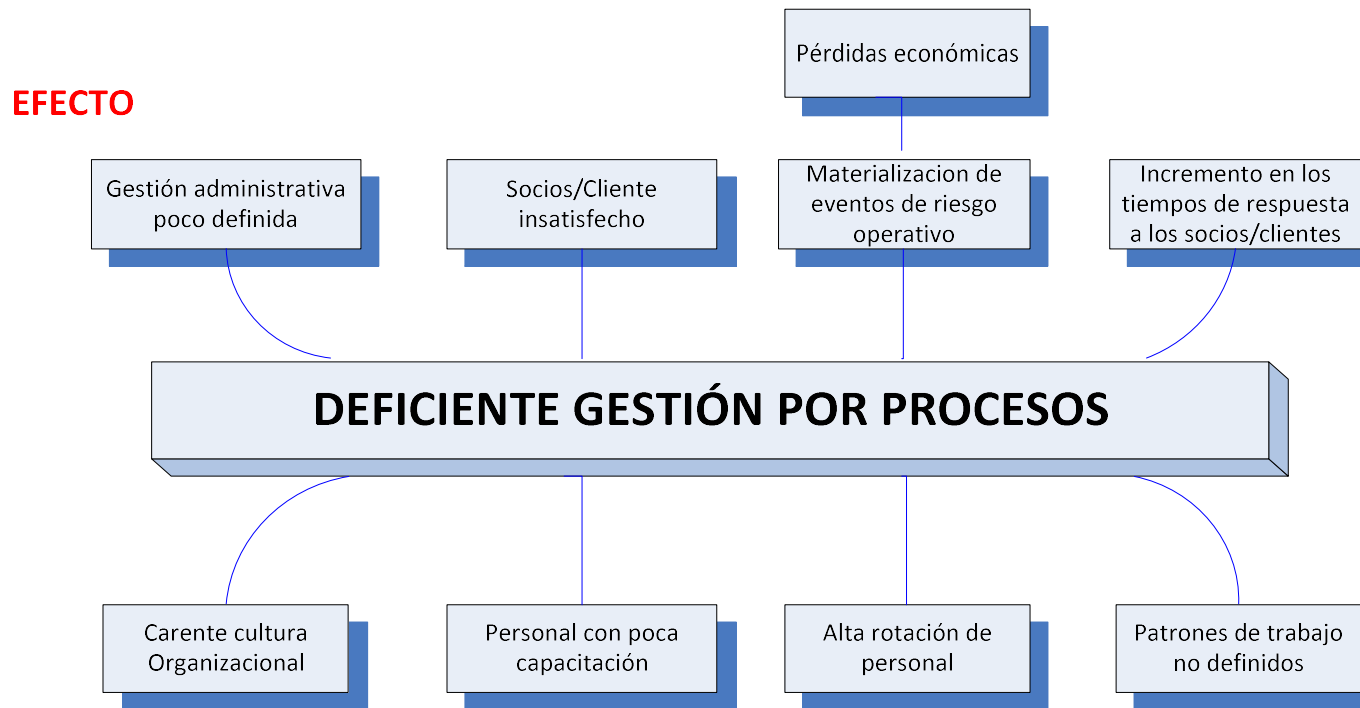 Pérdidas económicas
EFECTO
Gestión administrativa
poco definida
Socios/Cliente
insatisfecho
Materializacion de
eventos de riesgo
operativo
Incremento en los
tiempos de respuesta
a los socios/clientes
DEFICIENTE GESTIÓN POR PROCESOS
Carente cultura
Organizacional
Personal con poca
capacitación
Alta rotación de
personal
Patrones de trabajo
no definidos